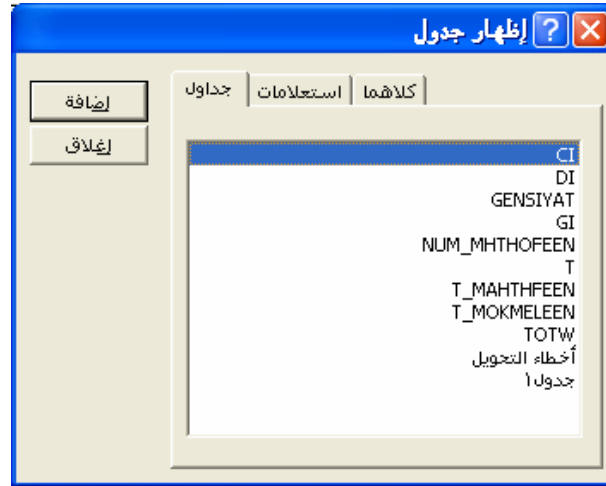 إظهار جدول
جداول
استعلامات
كلاهما
إضافة
إغلاق
CI
DI
GENSIYAT
GI
NUM_MHTHOFEEN
T
T_MAHTHFEEN
T_MOKMELEEN
TOTW
أخطاء التحويل
جدول١